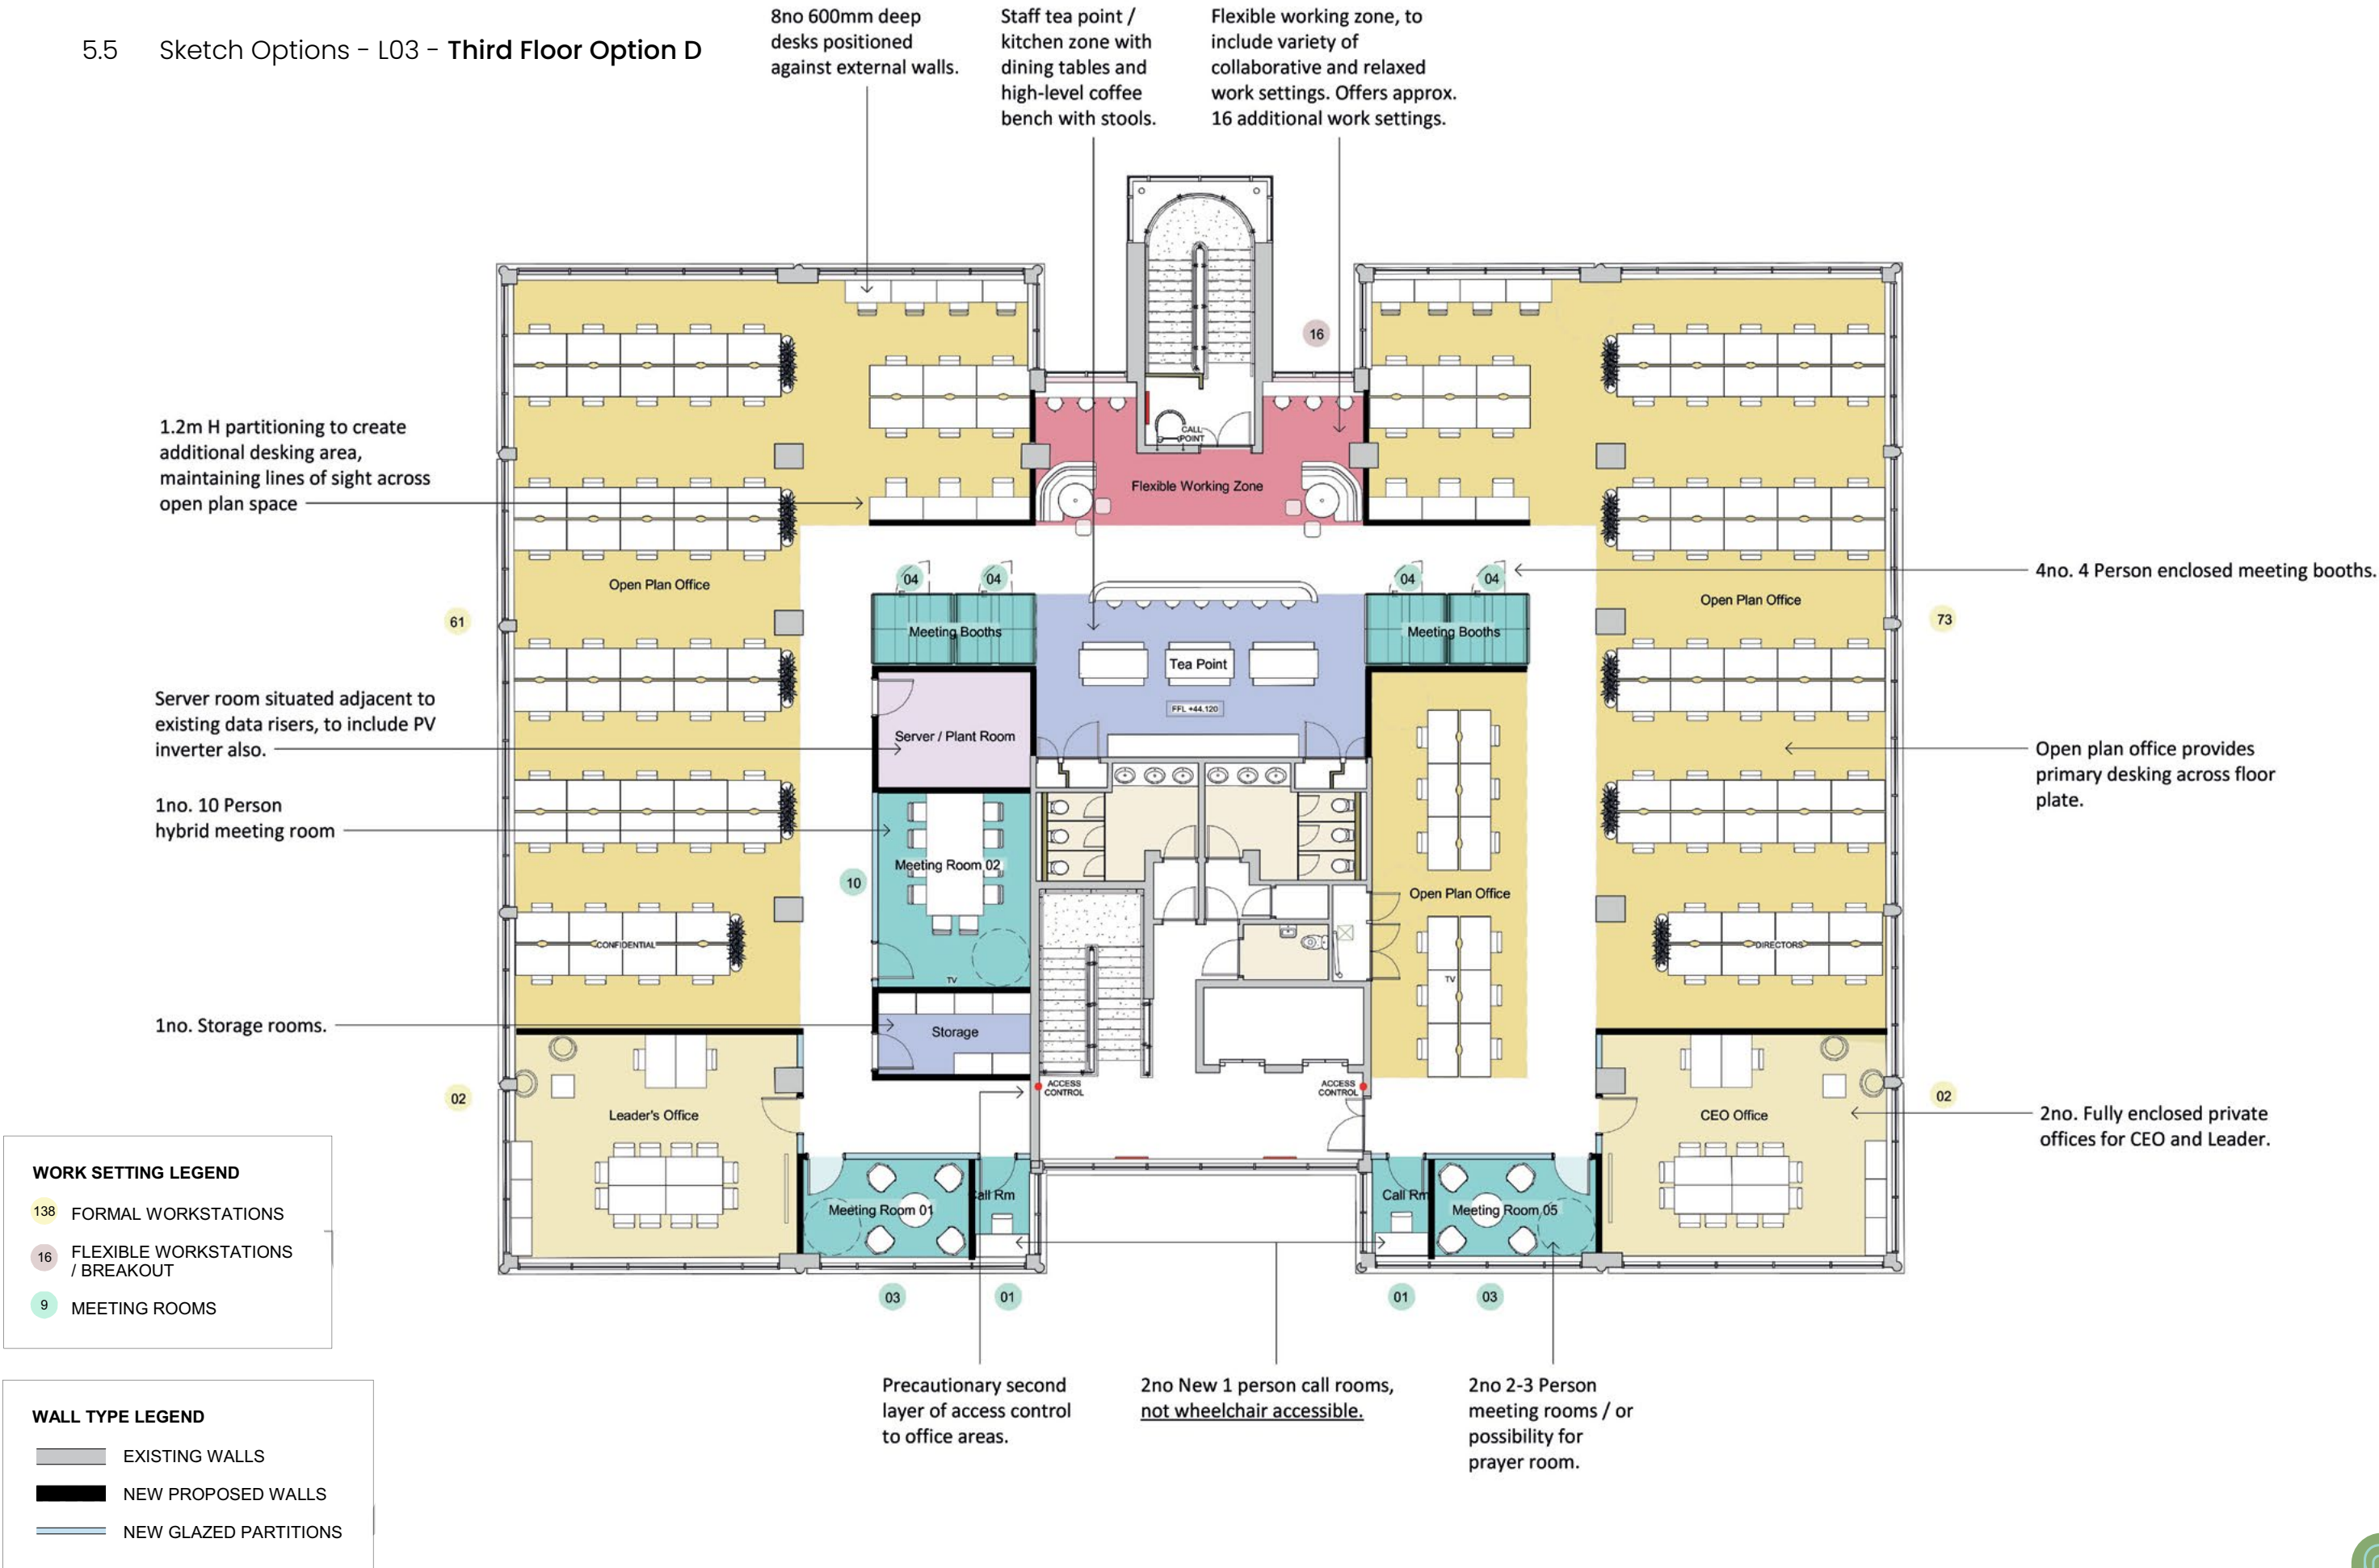 5.5 Sketch Options - L03 - Third Floor Option D
8no 600mm deep
desks positioned
against external walls.
Staff tea point /
kitchen zone with
dining tables and
high-level coffee
bench with stools.
Flexible working zone, to
include variety of
collaborative and relaxed
work settings. Offers approx.
16 additional work settings.
16
1.2m H partitioning to create
additional desking area,
maintaining lines of sight across
open plan space
CALL
POINT
Flexible Working Zone
04
04
04
04
4no. 4 Person enclosed meeting booths.
Open Plan Office
Open Plan Office
61
73
Meeting Booths
Meeting Booths
Tea Point
FFL +44.120
Server room situated adjacent to
existing data risers, to include PV
inverter also.
Server / Plant Room
Open plan office provides
primary desking across floor
plate.
1no. 10 Person
hybrid meeting room
Meeting Room 02
10
Open Plan Office
CONFIDENTIAL
DIRECTORS
TV
TV
1no. Storage rooms.
Storage
ACCESS
CONTROL
ACCESS
CONTROL
02
02
Leader's Office
CEO Office
2no. Fully enclosed private
offices for CEO and Leader.
Call Rm
Call Rm
Meeting Room 01
Meeting Room 05
03
01
01
03
Precautionary second
layer of access control
to office areas.
2no New 1 person call rooms,
not wheelchair accessible.
2no 2-3 Person
meeting rooms / or
possibility for
prayer room.
WORK SETTING LEGEND
138 FORMAL WORKSTATIONS
16 FLEXIBLE WORKSTATIONS
/ BREAKOUT
9 MEETING ROOMS
WALL TYPE LEGEND
EXISTING WALLS
NEW PROPOSED WALLS
NEW GLAZED PARTITIONS